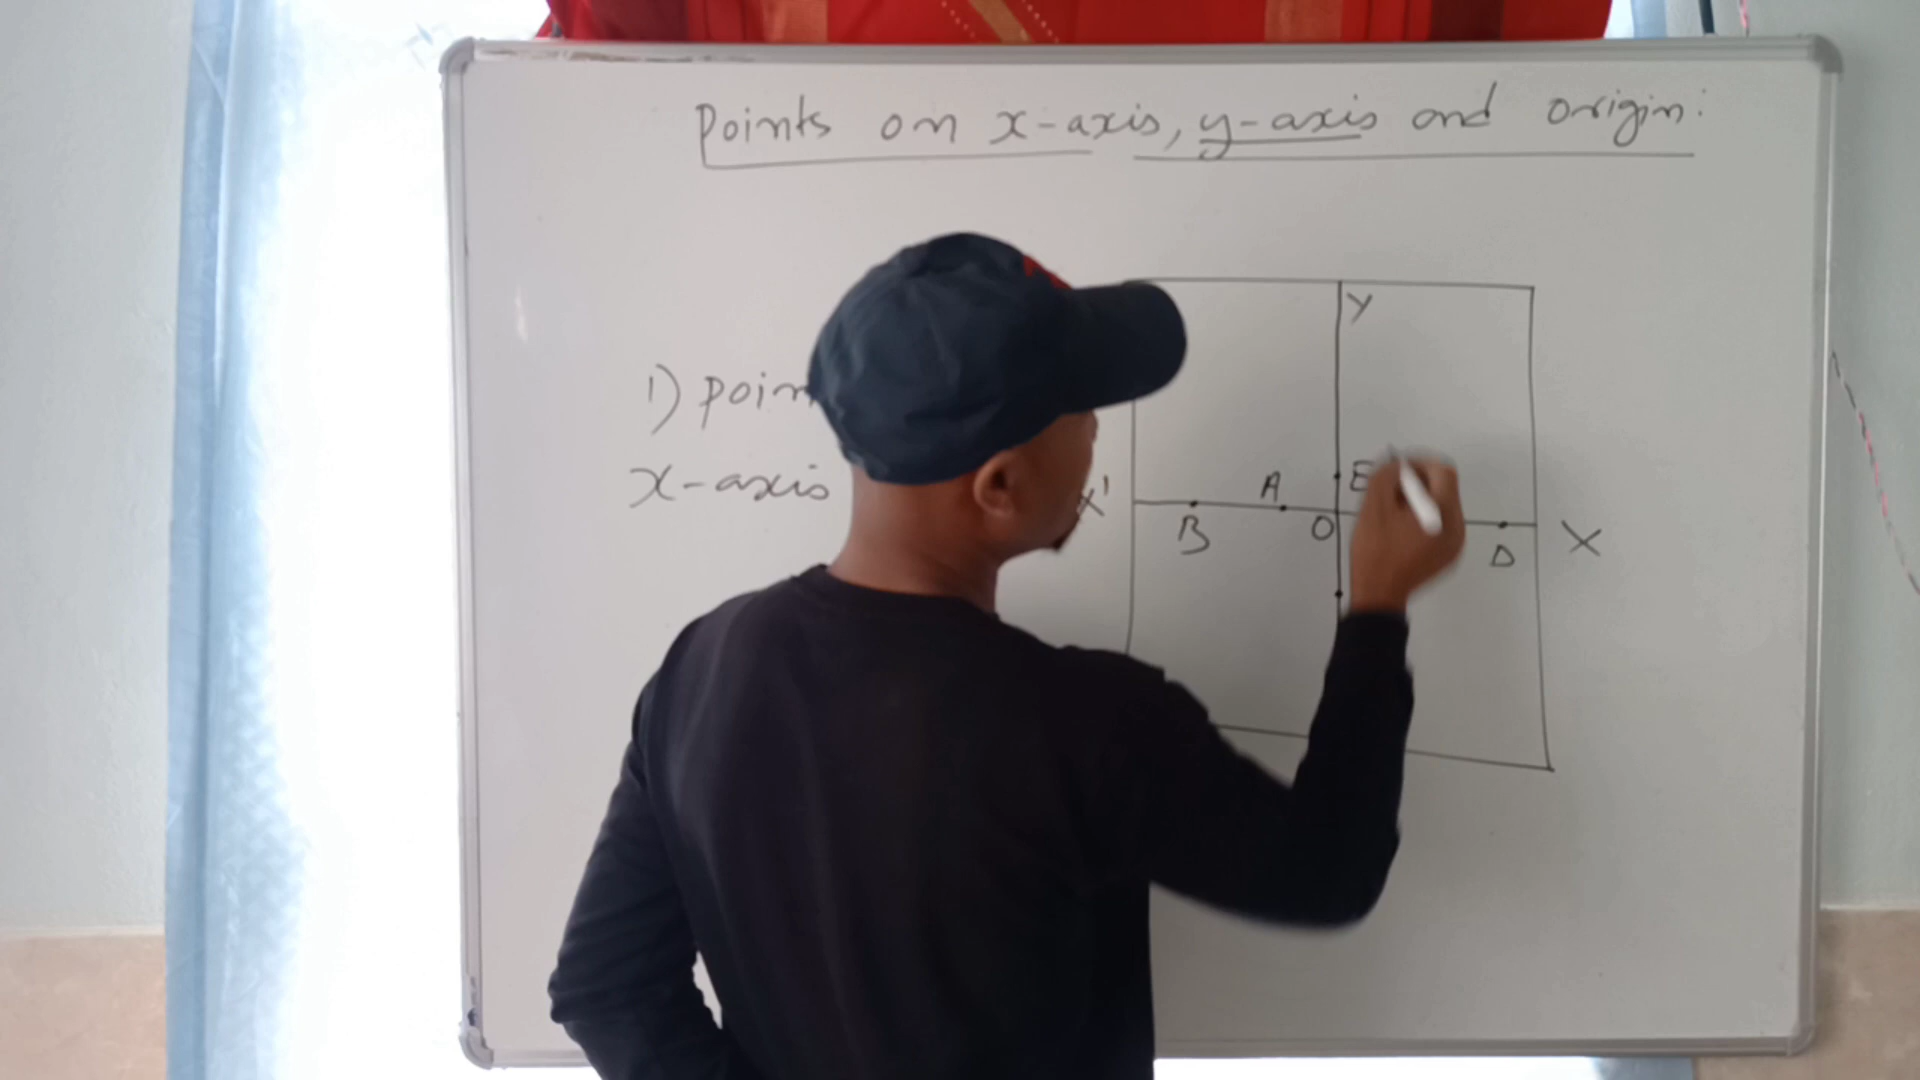 Points on x-axis, y-axis and origin:
Y
1) poin
x-axis
E
A
X'
B
O
D
X